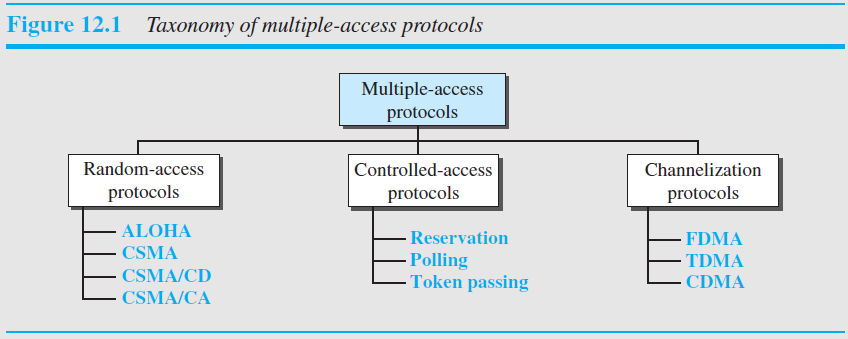 Figure 12.1 Taxonomy of multiple-access protocols
Multiple-access
protocols
Random-access
protocols
ALOHA
CSMA
CSMA/CD
CSMA/CA
Controlled-access
protocols
Reservation
Polling
Token passing
Channelization
protocols
FDMA
TDMA
CDMA